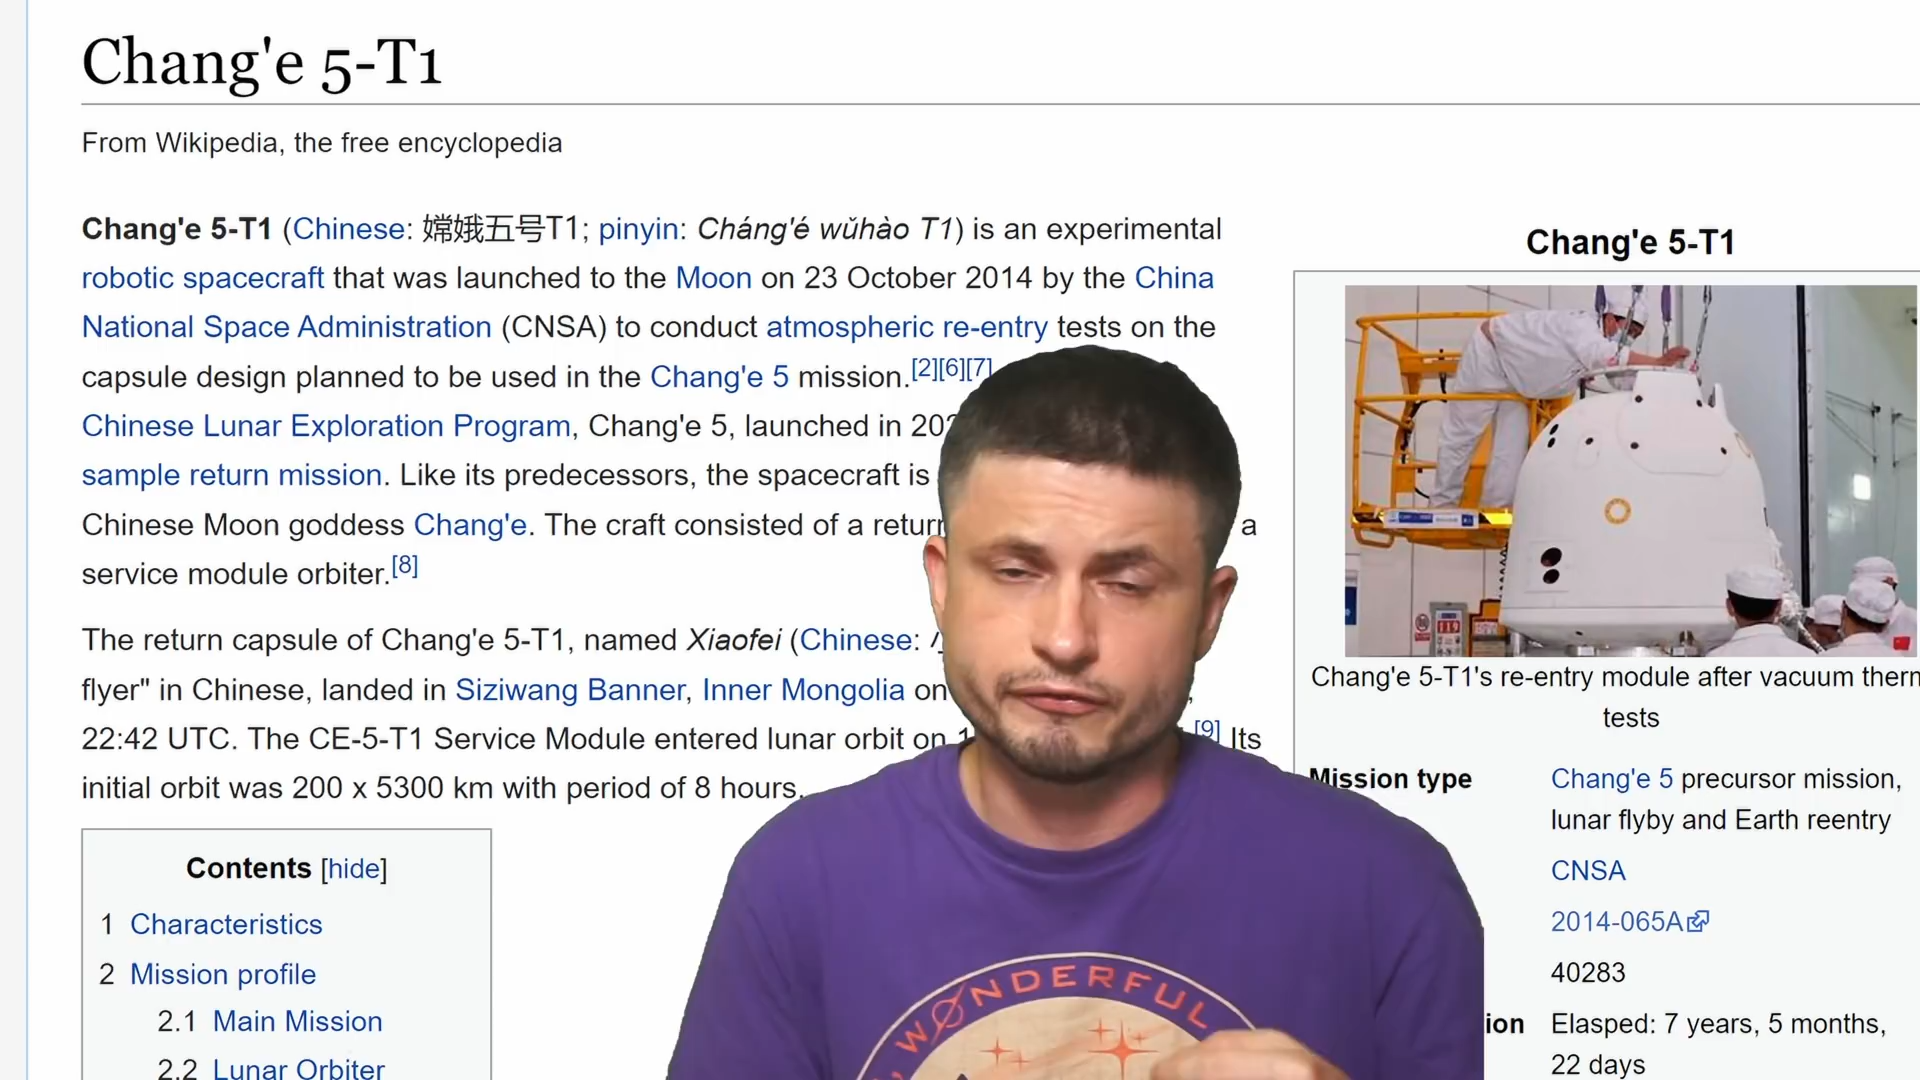 Chang'e 5-T1
From Wikipedia, the free encyclopedia
Chang'e 5-T1 (Chinese: 嫦娥五号T1; pinyin: Cháng'é wǔhào T1) is an experimental
robotic spacecraft that was launched to the Moon on 23 October 2014 by the China
National Space Administration (CNSA) to conduct atmospheric re-entry tests on the
capsule design planned to be used in the Chang'e 5 mission.[2][6][7]
Chinese Lunar Exploration Program, Chang'e 5, launched in
sample return mission. Like its predecessors, the spacecraft is
Chinese Moon goddess Chang'e. The craft consisted of a a
service module orbiter.[8]
The return capsule of Chang'e 5-T1, named Xiaofei (Chinese:
flyer" in Chinese, landed in Siziwang Banner, Inner Mongolia on
22:42 UTC. The CE-5-T1 Service Module entered lunar orbit on 1 [9] Its
initial orbit was 200 x 5300 km with period of 8 hours.
Contents [hide]
1 Characteristics
2 Mission profile
2.1 Main Mission
2.2 Lunar Orbiter
Chang'e 5-T1
Chang'e 5-T1's re-entry module after vacuum therm
tests
Mission type Chang'e 5 precursor mission,
lunar flyby and Earth reentry
CNSA
2014-065A
40283
ion Elasped: 7 years, 5 months,
22 days
WONDERFUL